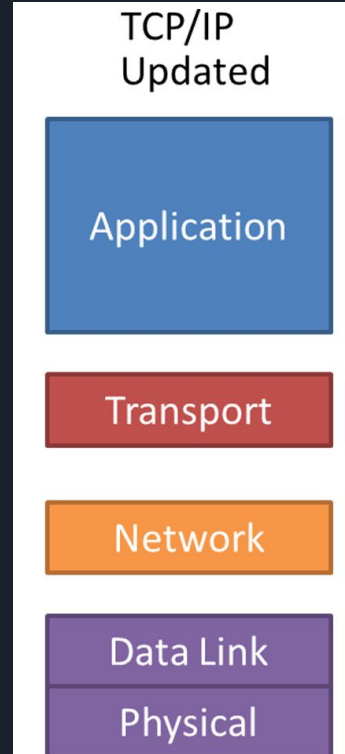 TCP/IP
Updated
Application
Transport
Network
Data Link
Physical